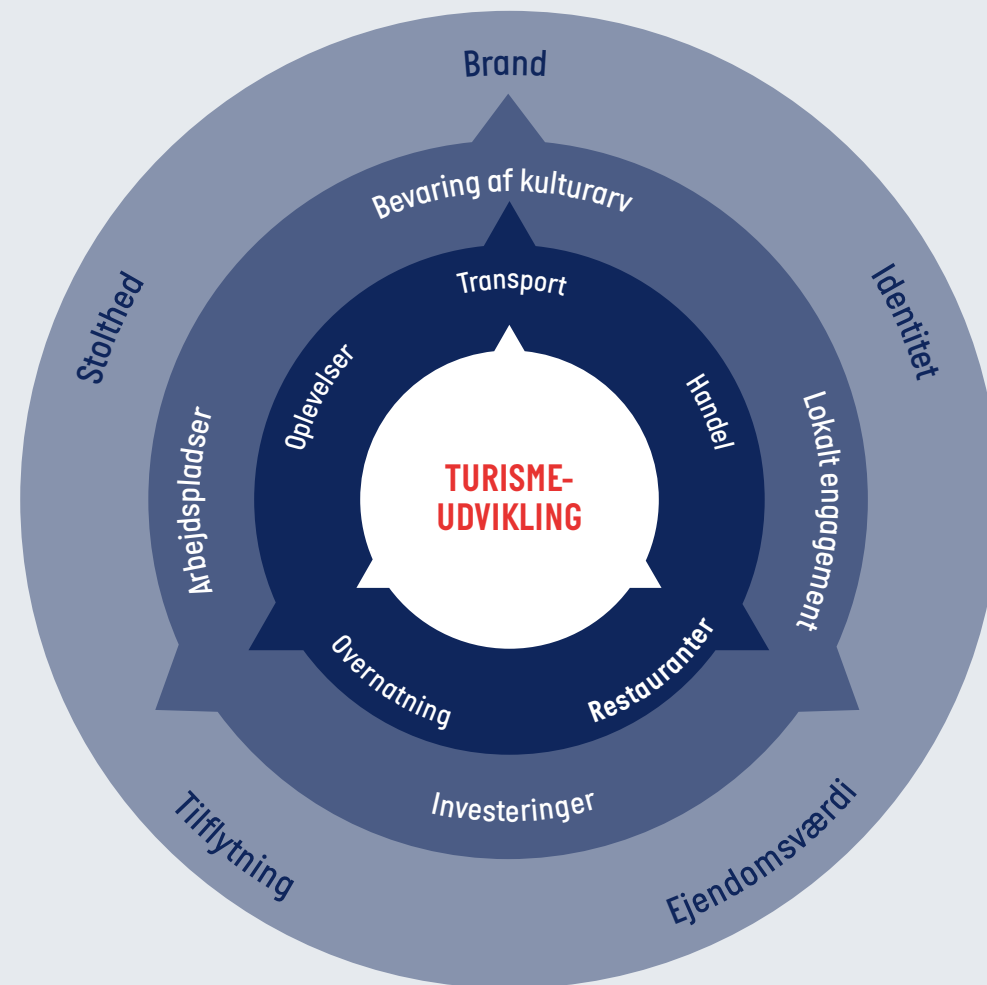 Brand
Bevaring af kulturarv
Transport
Stolthed
Identitet
Oplevelser
Handel
Arbejdspladser
Lokalt engagement
TURISME-
UDVIKLING
Overnatning
Restauranter
Investeringer
Tilflytning
Ejendomsværdi